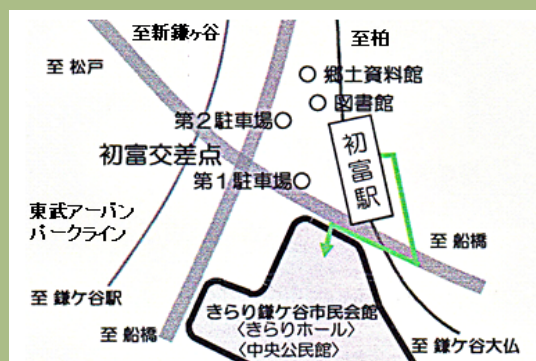 至新鎌ヶ谷
至柏
至 松戸
郷土資料館
図書館
第2駐車場
初富駅
初富交差点
第1駐車場
東武アーバン
パークライン
至 船橋
至 鎌ケ谷駅
きらり鎌ケ谷市民会館
〈きらりホール〉
〈中央公民館〉
至 船橋
至 鎌ケ谷大仏